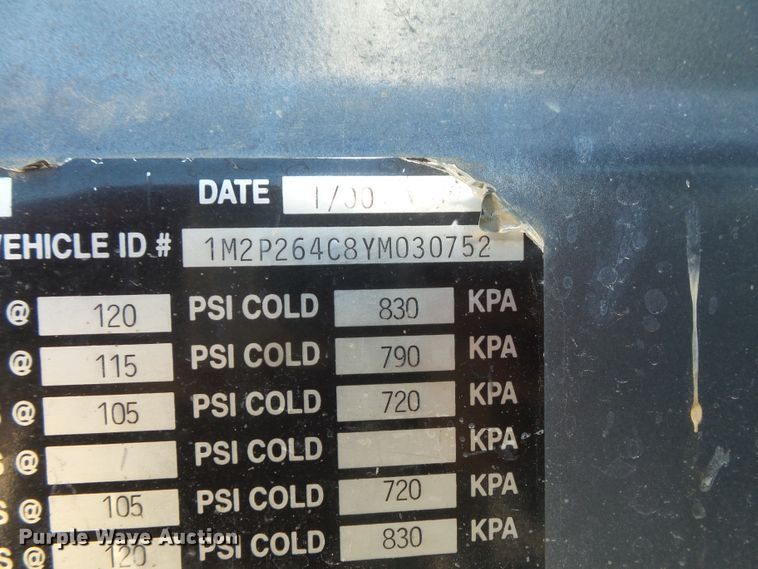 DATE 1/00
VEHICLE ID # 1M2P264C8YM030752
@ 120 PSI COLD 830 KPA
@ 115 PSI COLD 790 KPA
@ 105 PSI COLD 720 KPA
S @ / PSI COLD KPA
S @ 105 PSI COLD 720 KPA
S @ 120 PSI COLD 830
Purple Wave Auction